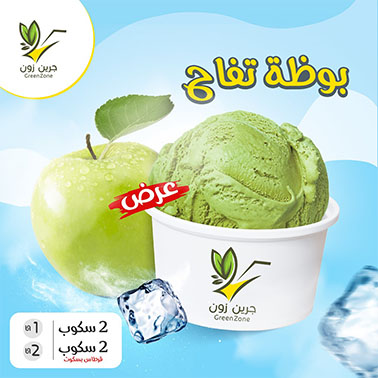 جرين زون
GreenZone
بوظة تفاح
عرض
جرين زون
GreenZone
2 سكوب 1
2 سكوب 2
قرطاس بسكوت